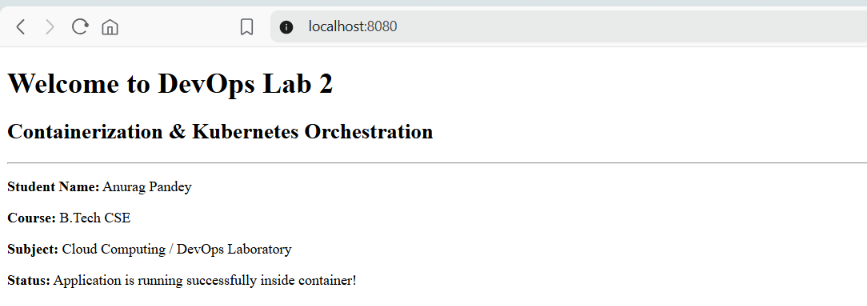 localhost:8080
Welcome to DevOps Lab 2
Containerization & Kubernetes Orchestration
Student Name: Anurag Pandey
Course: B.Tech CSE
Subject: Cloud Computing / DevOps Laboratory
Status: Application is running successfully inside container!